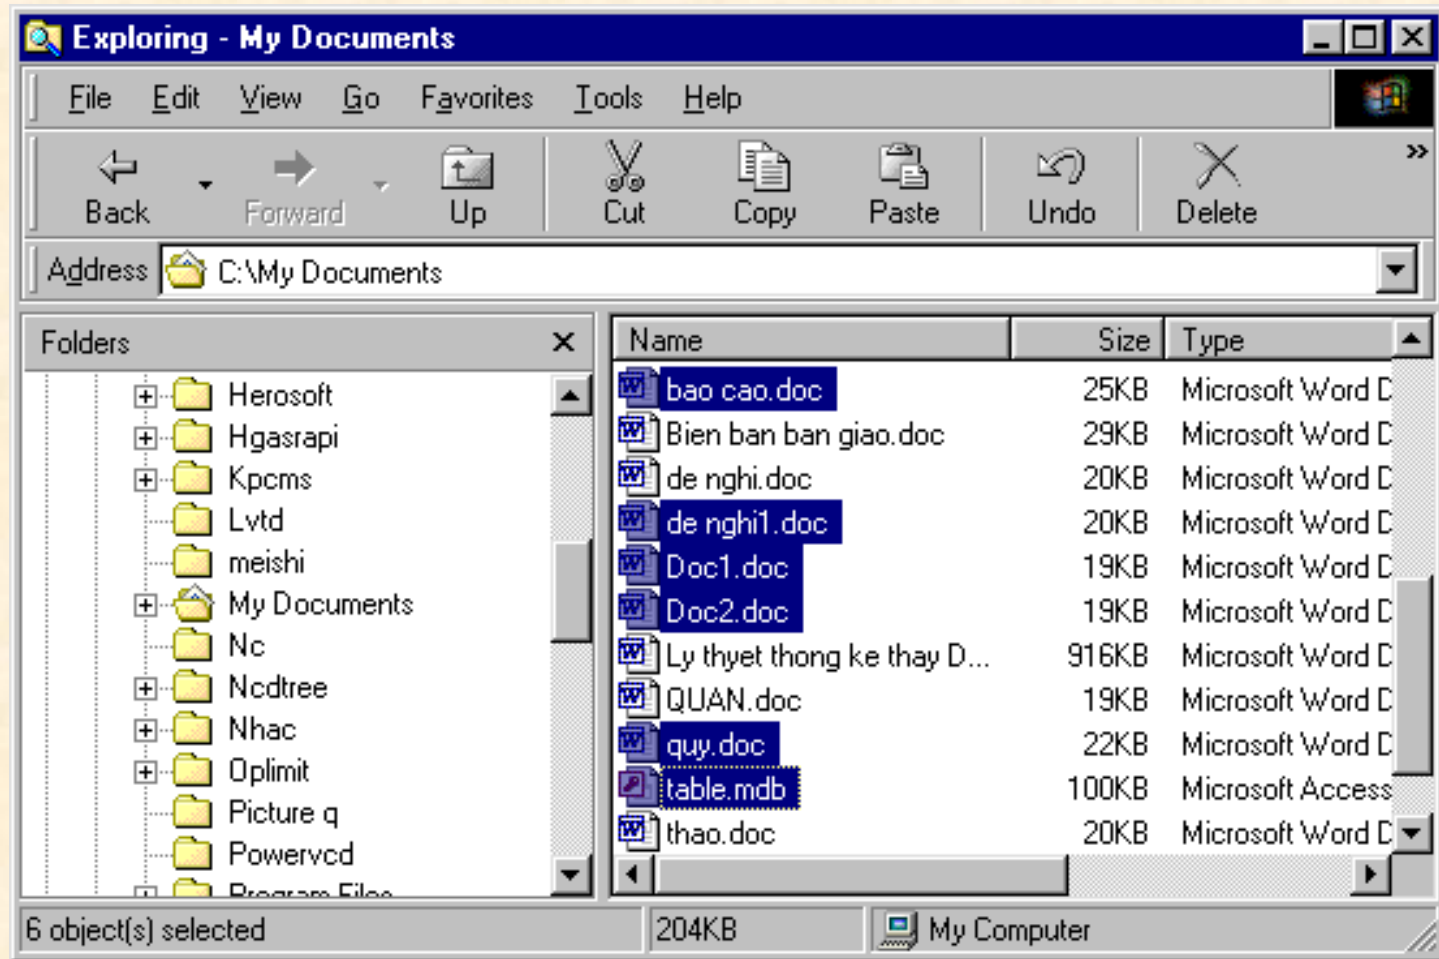 Exploring - My Documents
File Edit View Go Favorites Tools Help
Back Forward Up Cut Copy Paste Undo Delete »
Address C:\My Documents
Folders
Herosoft
Hgasrapi
Kpcms
Lvtd
meishi
My Documents
Nc
Ncdtree
Nhac
Oplimit
Picture q
Powervcd
Program Files
Name Size Type
bao cao.doc 25KB Microsoft Word D
Bien ban ban giao.doc 29KB Microsoft Word D
de nghi.doc 20KB Microsoft Word D
de nghi1.doc 20KB Microsoft Word D
Doc1.doc 19KB Microsoft Word D
Doc2.doc 19KB Microsoft Word D
Ly thyet thong ke thay D... 916KB Microsoft Word D
QUAN.doc 19KB Microsoft Word D
quy.doc 22KB Microsoft Word D
table.mdb 100KB Microsoft Access
thao.doc 20KB Microsoft Word D
6 object(s) selected 204KB My Computer